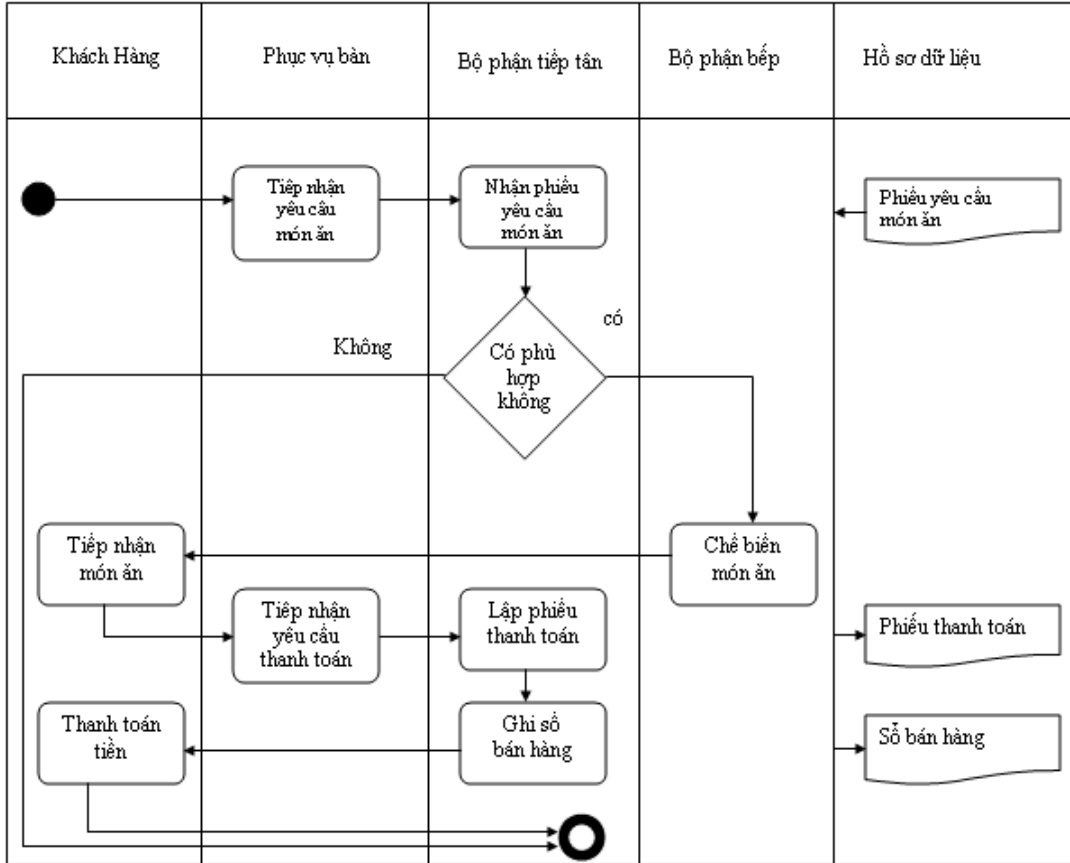 Khách Hàng
Phục vụ bàn
Bộ phận tiếp tân
Bộ phận bếp
Hồ sơ dữ liệu
Tiếp nhận
yêu cầu
món ăn
Nhận phiếu
yêu cầu
món ăn
Phiếu yêu cầu
món ăn
có
Không
Có phù
hợp
không
Tiếp nhận
món ăn
Chế biến
món ăn
Tiếp nhận
yêu cầu
thanh toán
Lập phiếu
thanh toán
Phiếu thanh toán
Thanh toán
tiền
Ghi sổ
bán hàng
Sổ bán hàng